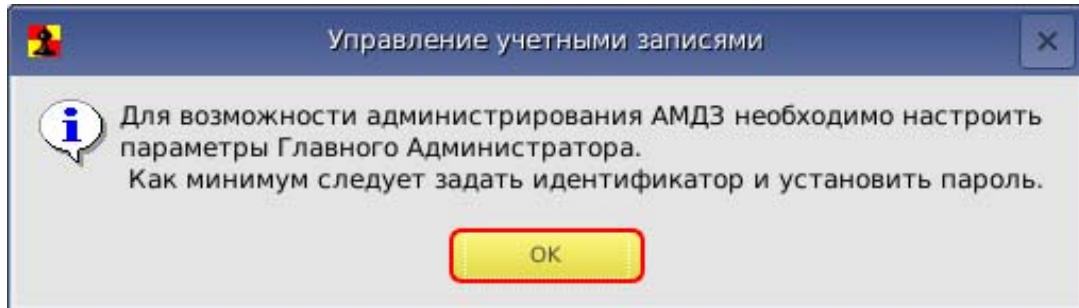 Управление учетными записями
Для возможности администрирования АМДЗ необходимо настроить
параметры Главного Администратора.
Как минимум следует задать идентификатор и установить пароль.
OK